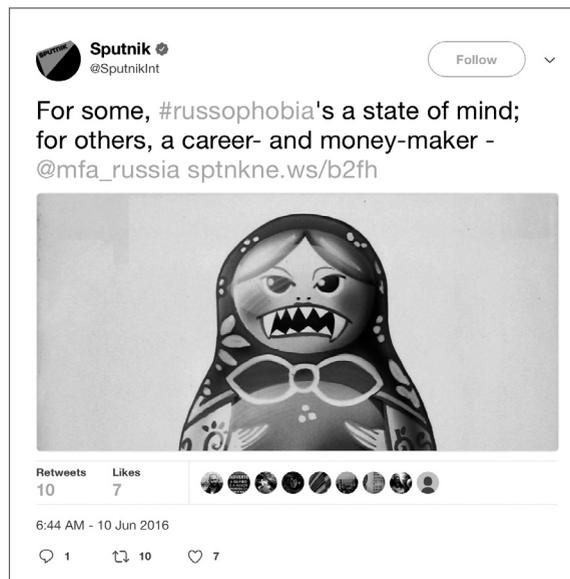 SPUTNIK
Sputnik
@SputnikInt
Follow
For some, #russophobia's a state of mind;
for others, a career- and money-maker -
@mfa_russia sptnkne.ws/b2fh
Retweets Likes
10 7
6:44 AM - 10 Jun 2016
1 10 7